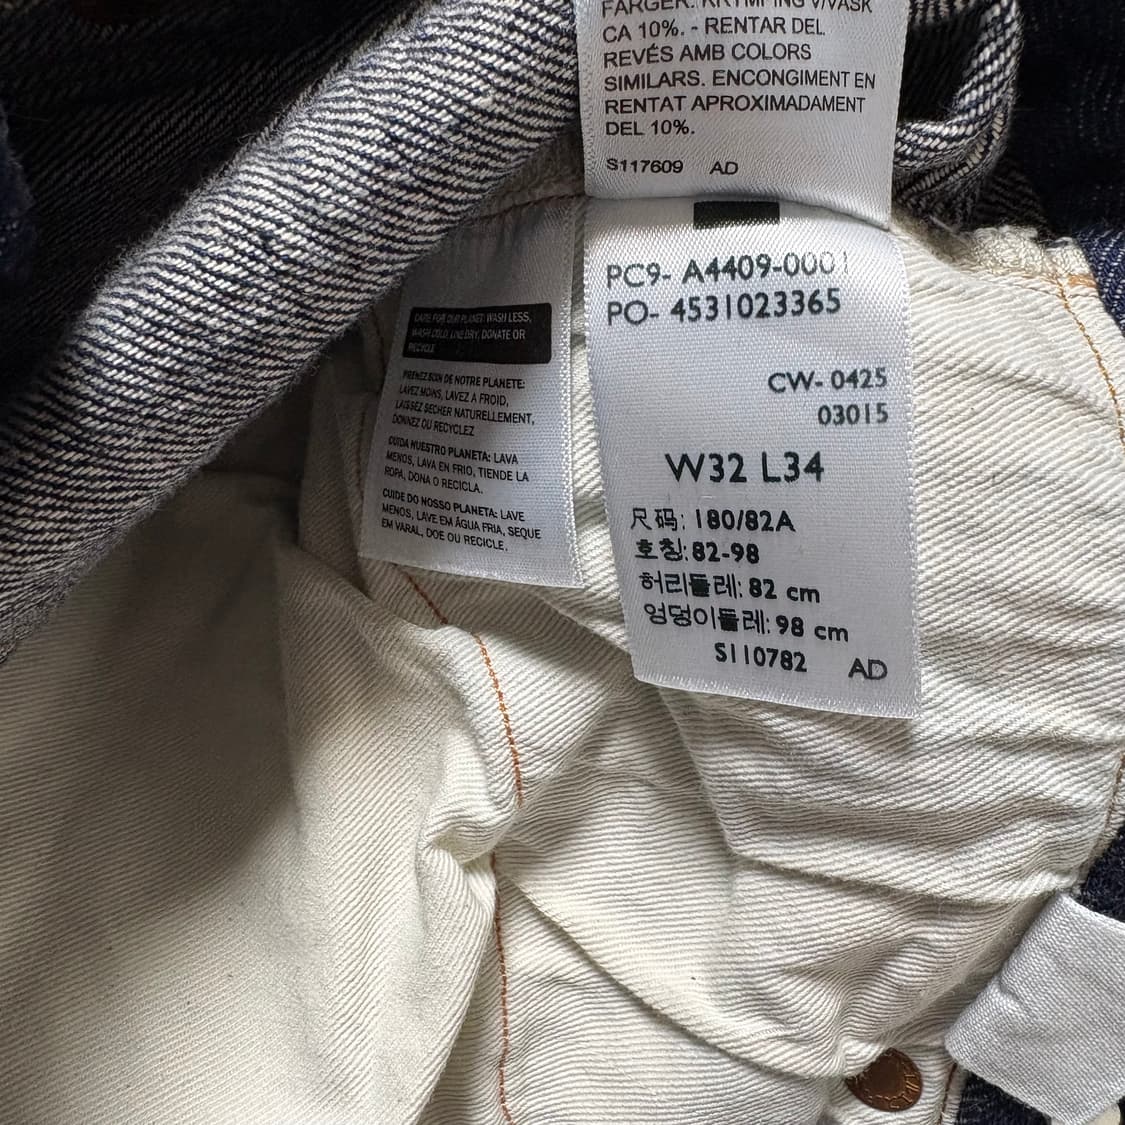 FARGER. KRYMPING V/VASK
CA 10%. - RENTAR DEL
REVÉS AMB COLORS
SIMILARS. ENCONGIMENT EN
RENTAT APROXIMADAMENT
DEL 10%.
S117609 AD
CARE FOR OUR PLANET: WASH LESS,
WASH COLD, LINE DRY, DONATE OR
RECYCLE
PRENEZ SOIN DE NOTRE PLANETE:
LAVEZ MOINS, LAVEZ A FROID,
LAISSEZ SECHER NATURELLEMENT,
DONNEZ OU RECYCLEZ
CUIDA NUESTRO PLANETA: LAVA
MENOS, LAVA EN FRIO, TIENDE LA
ROPA, DONA O RECICLA.
CUIDE DO NOSSO PLANETA: LAVE
MENOS, LAVE EM ÁGUA FRIA, SEQUE
EM VARAL, DOE OU RECICLE.
PC9- A4409-0001
PO- 4531023365
CW- 0425
03015
W32 L34
尺码: 180/82A
호칭: 82-98
허리둘레: 82 cm
엉덩이둘레: 98 cm
S110782 AD